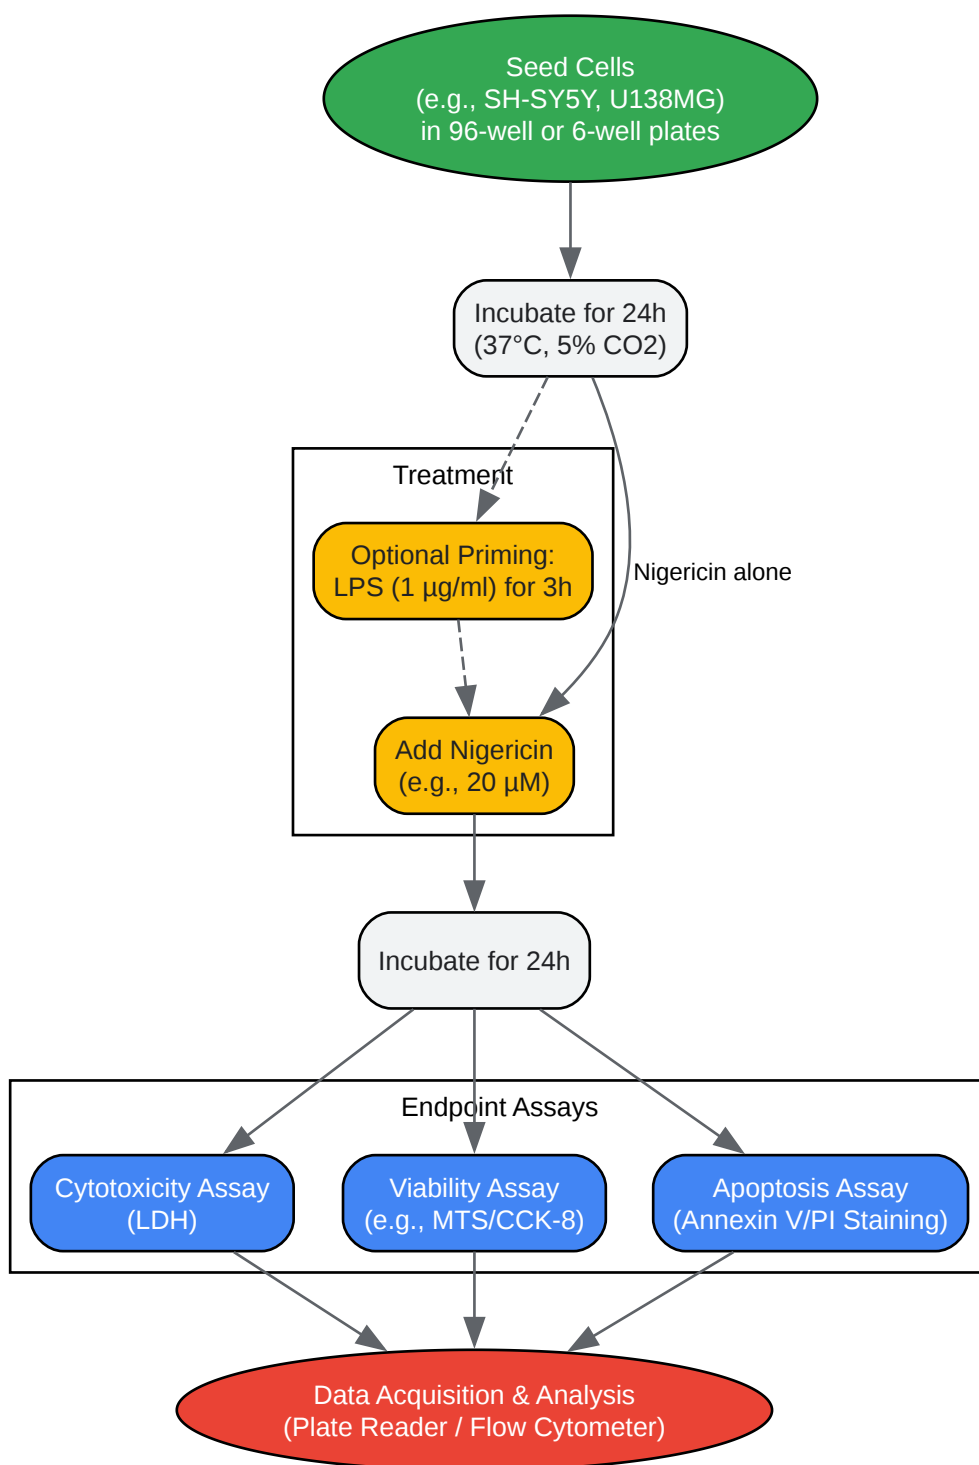 Seed Cells
(e.g., SH-SY5Y, U138MG)
in 96-well or 6-well plates
Incubate for 24h
(37°C, 5% CO2)
Treatment
Optional Priming:
LPS (1 µg/ml) for 3h
Nigericin alone
Add Nigericin
(e.g., 20 µM)
Incubate for 24h
Endpoint Assays
Cytotoxicity Assay
(LDH)
Viability Assay
(e.g., MTS/CCK-8)
Apoptosis Assay
(Annexin V/PI Staining)
Data Acquisition & Analysis
(Plate Reader / Flow Cytometer)